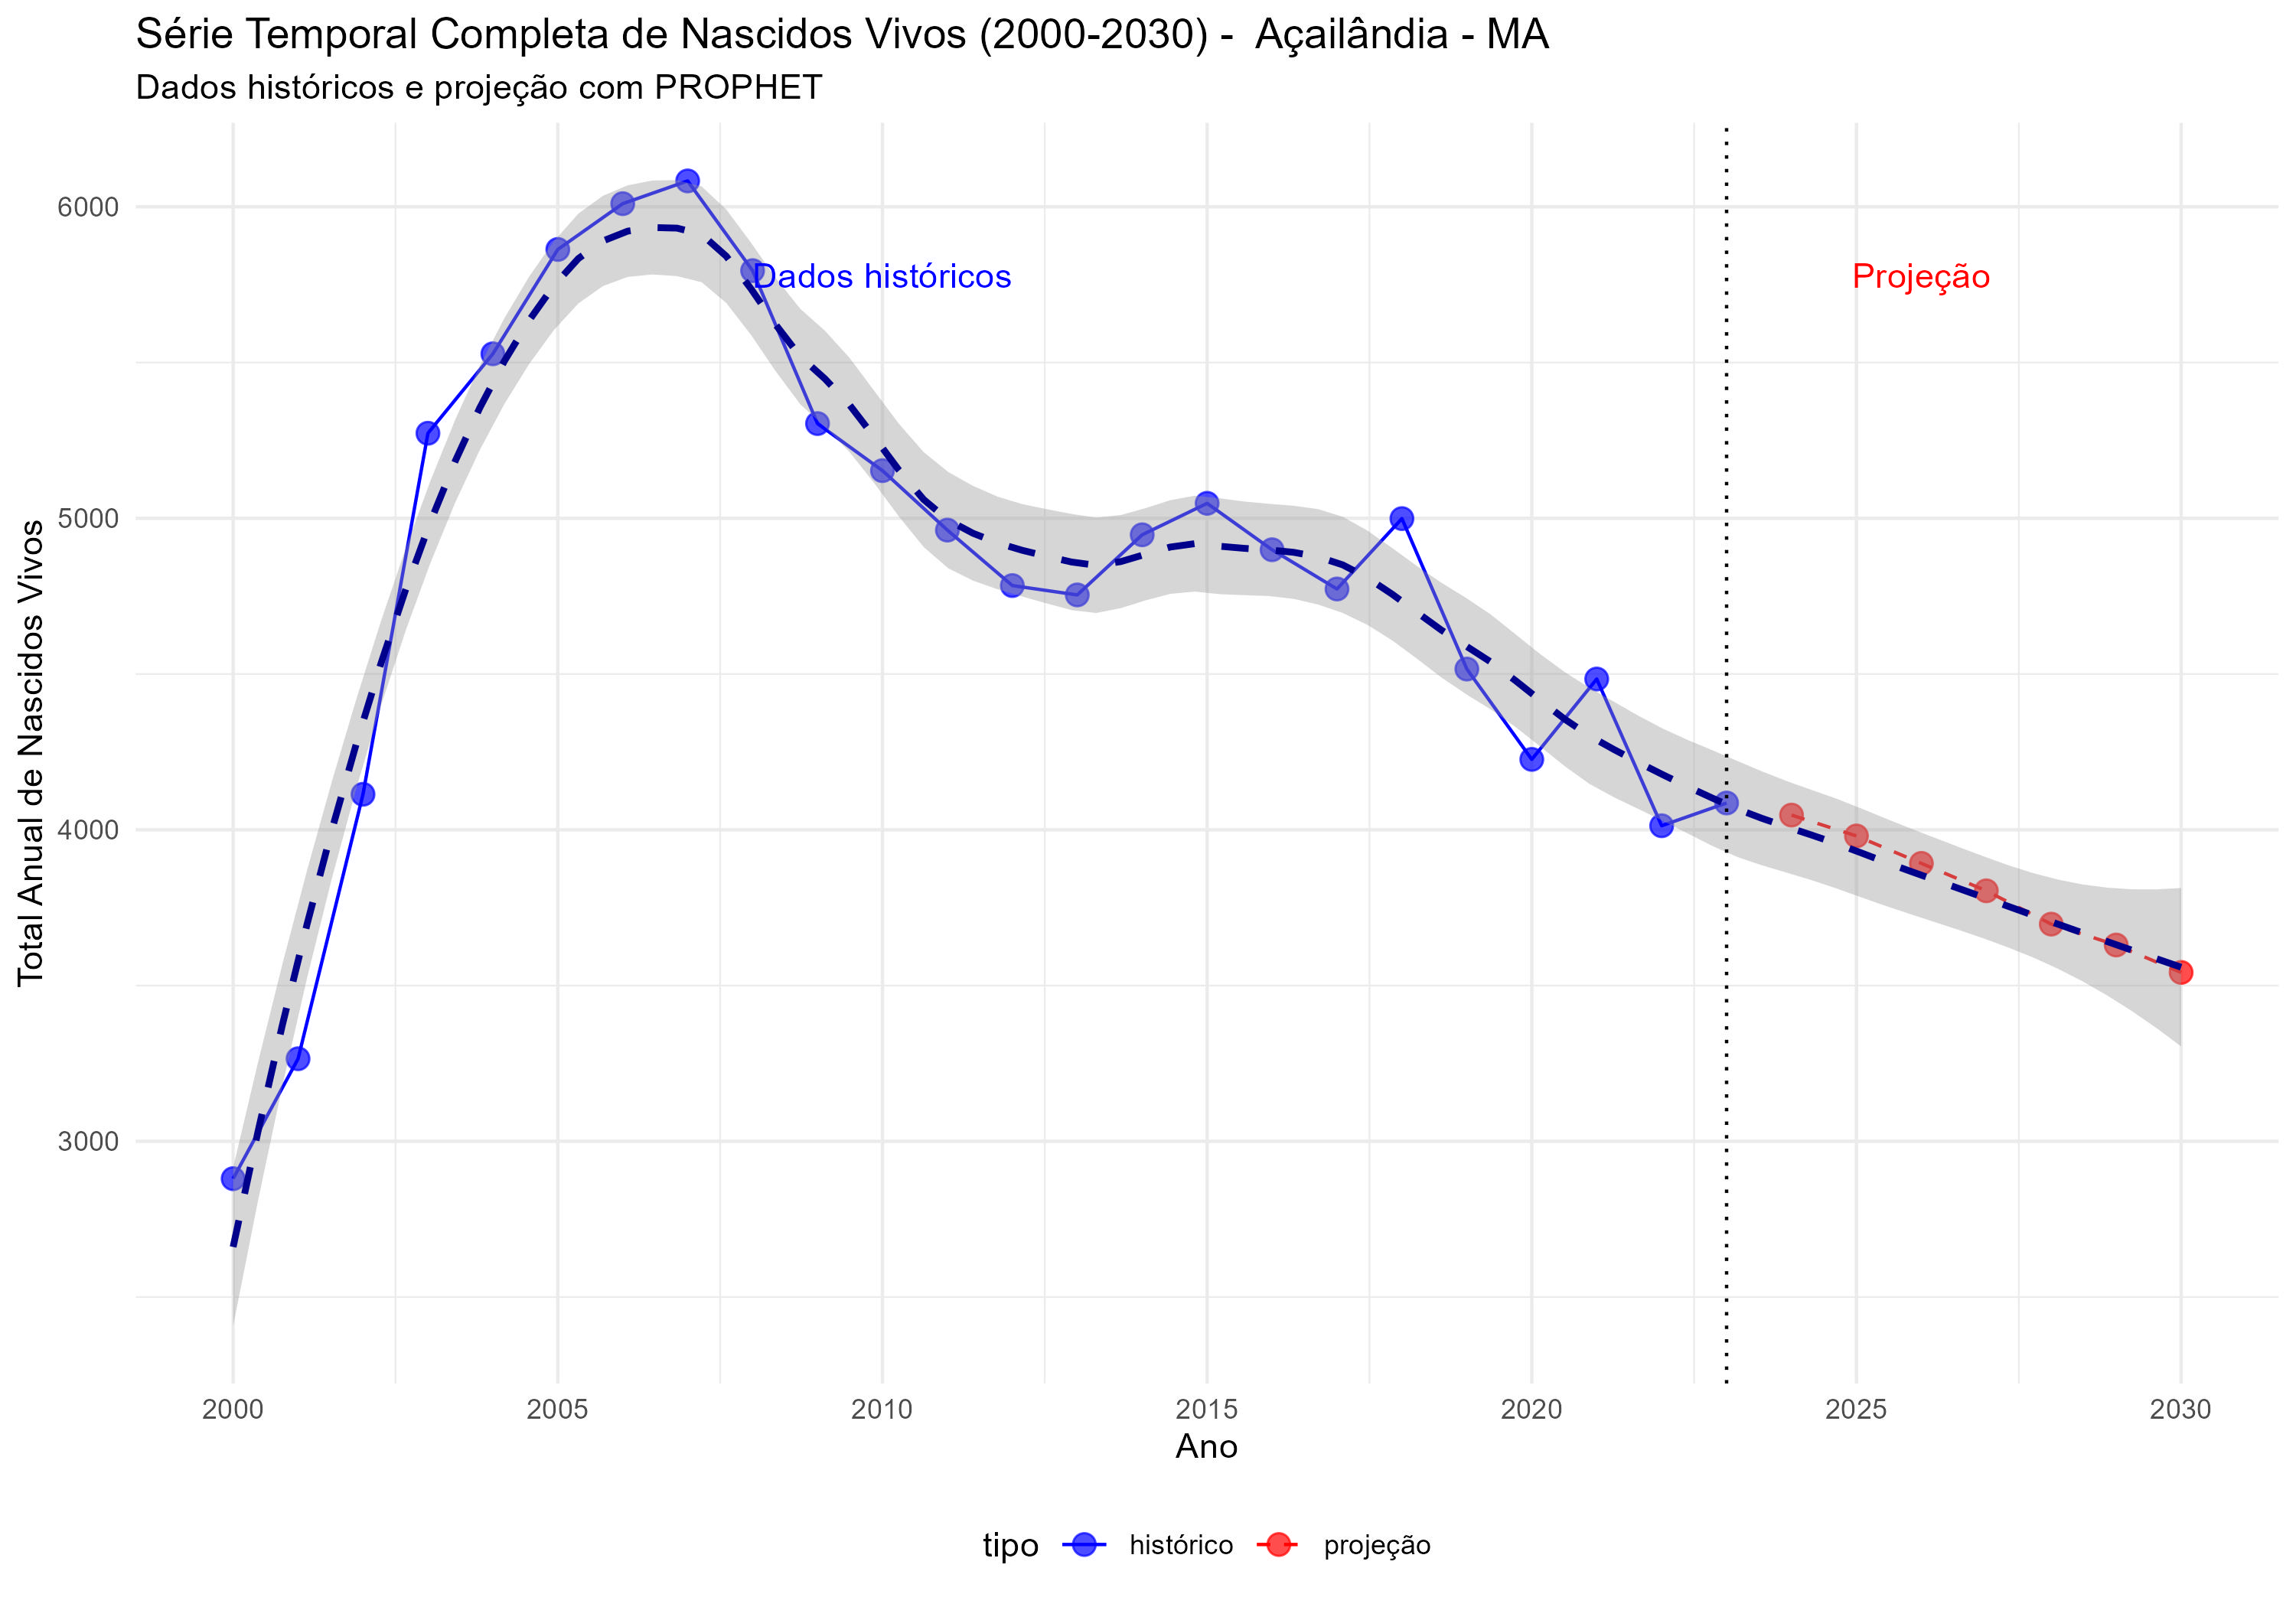 Série Temporal Completa de Nascidos Vivos (2000-2030) -  Açailândia - MA
Dados históricos e projeção com PROPHET
Total Anual de Nascidos Vivos
6000
5000
4000
3000
Dados históricos
Projeção
2000 2005 2010 2015 2020 2025 2030
Ano
tipo histórico projeção